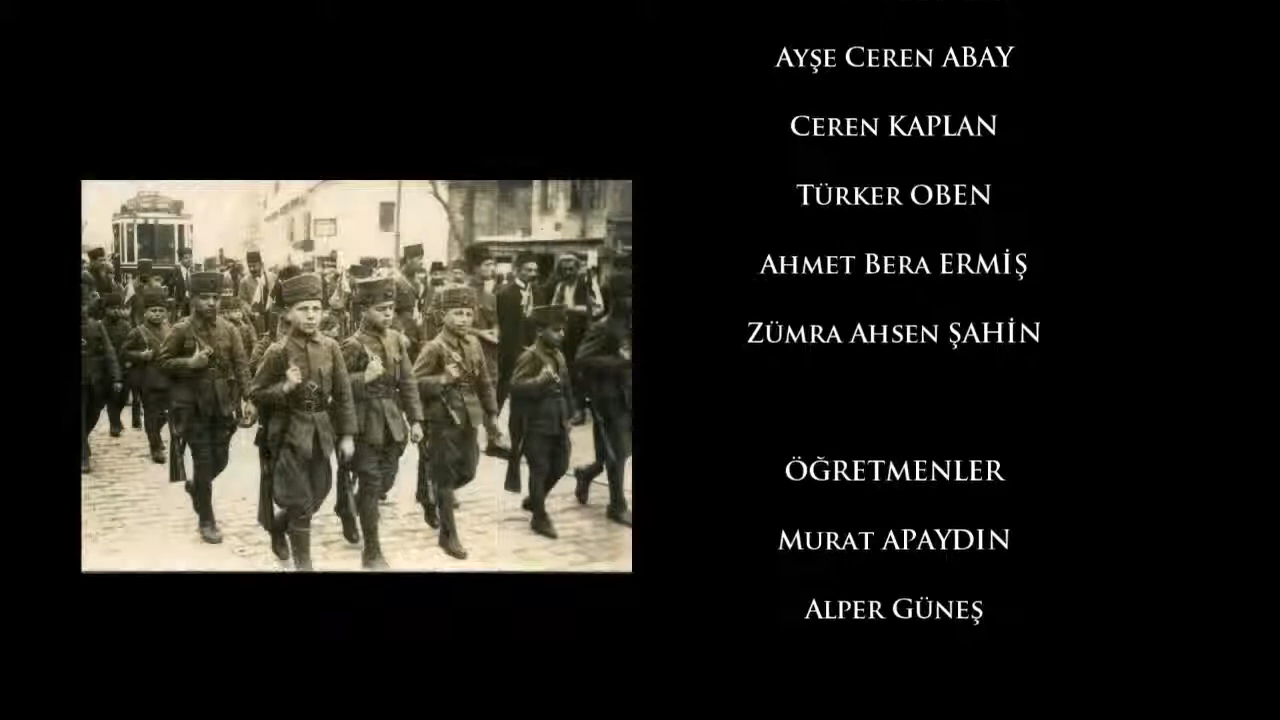 Ayşe Ceren ABAY
Ceren KAPLAN
Türker OBEN
Ahmet Bera ERMİŞ
Zümra Ahsen ŞAHİN
ÖĞRETMENLER
Murat APAYDIN
Alper Güneş